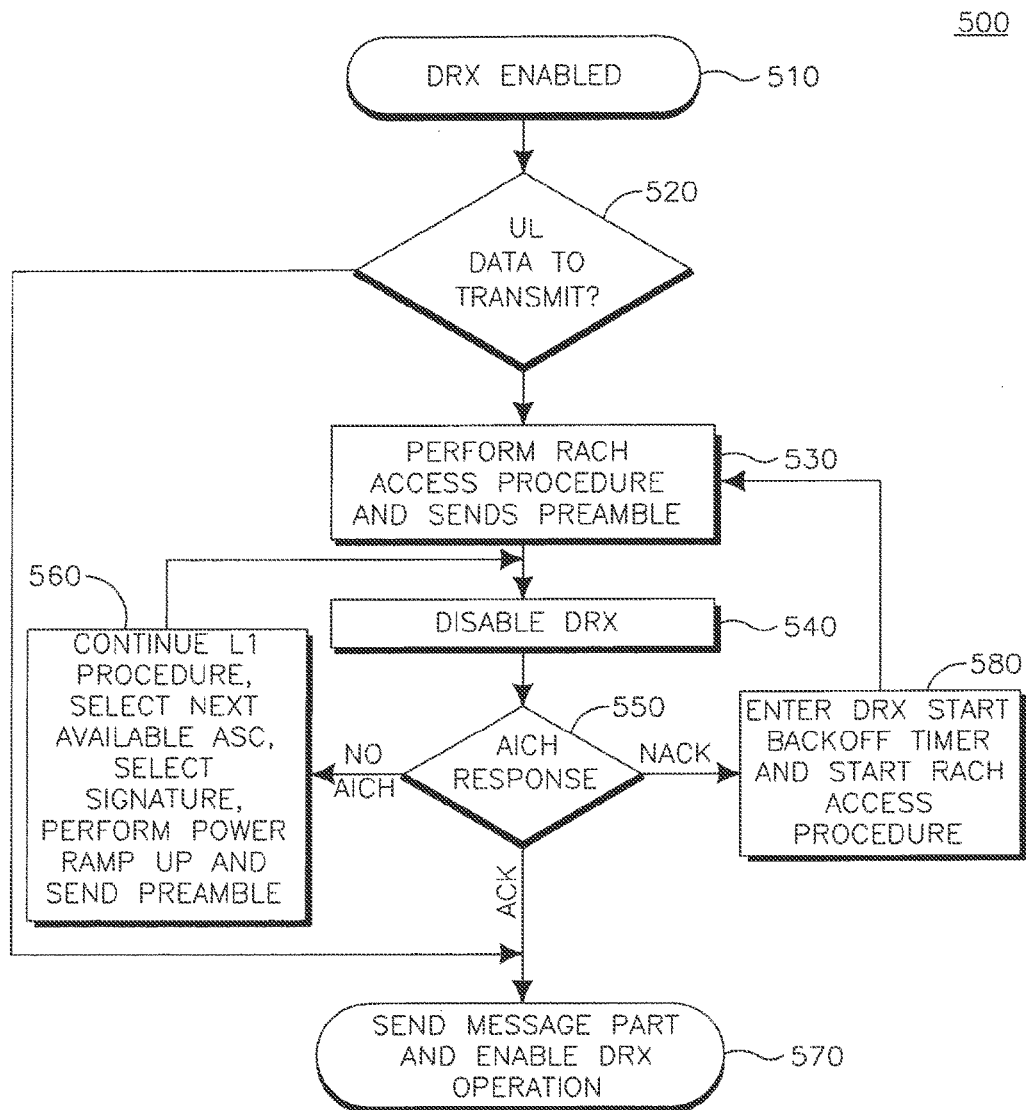 500
DRX ENABLED
510
520
UL
DATA TO
TRANSMIT?
PERFORM RACH
ACCESS PROCEDURE
AND SENDS PREAMBLE
530
560
DISABLE DRX
540
CONTINUE L1
PROCEDURE,
SELECT NEXT
AVAILABLE ASC,
SELECT
SIGNATURE,
PERFORM POWER
RAMP UP AND
SEND PREAMBLE
NO
AICH
550
AICH
RESPONSE
NACK
580
ENTER DRX START
BACKOFF TIMER
AND START RACH
ACCESS
PROCEDURE
ACK
SEND MESSAGE PART
AND ENABLE DRX
OPERATION
570